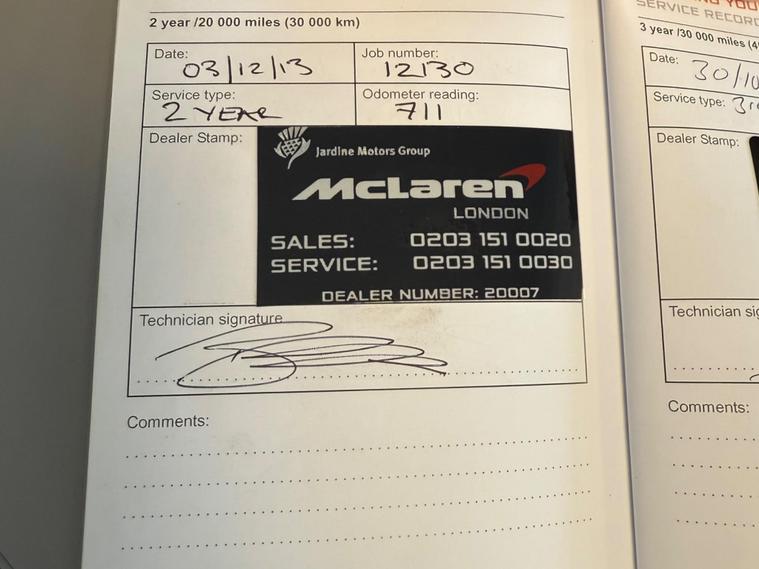 2 year /20 000 miles (30 000 km)
Date:
03/12/13
Job number:
12130
Service type:
2 YEAR
Odometer reading:
711
Dealer Stamp:
Jardine Motors Group
McLaren
LONDON
SALES: 0203 151 0020
SERVICE: 0203 151 0030
DEALER NUMBER: 20007
Technician signature
Comments:
SERVICE RECORD
3 year /30 000 miles
Date:
30/10
Service type:
Dealer Stamp:
Technician
Comments: